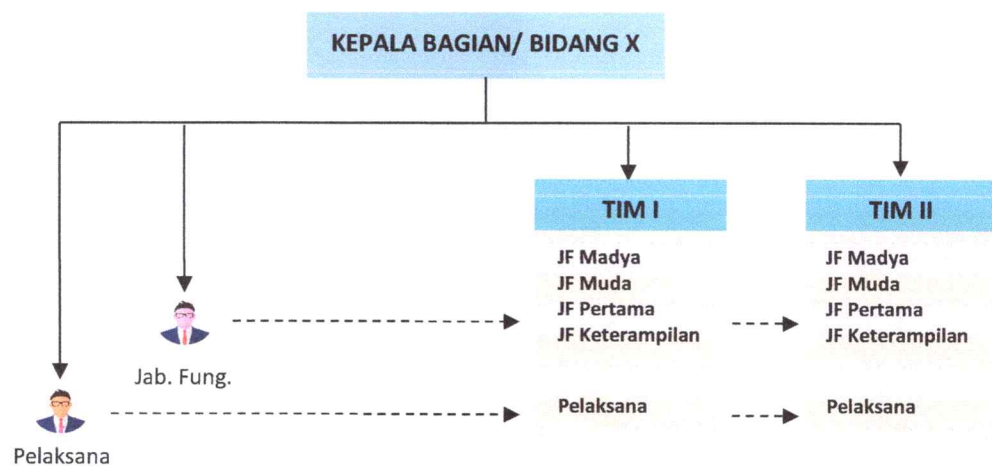 KEPALA BAGIAN/ BIDANG X
TIM I
JF Madya
JF Muda
JF Pertama
JF Keterampilan
Pelaksana
TIM II
JF Madya
JF Muda
JF Pertama
JF Keterampilan
Pelaksana
Jab. Fung.
Pelaksana